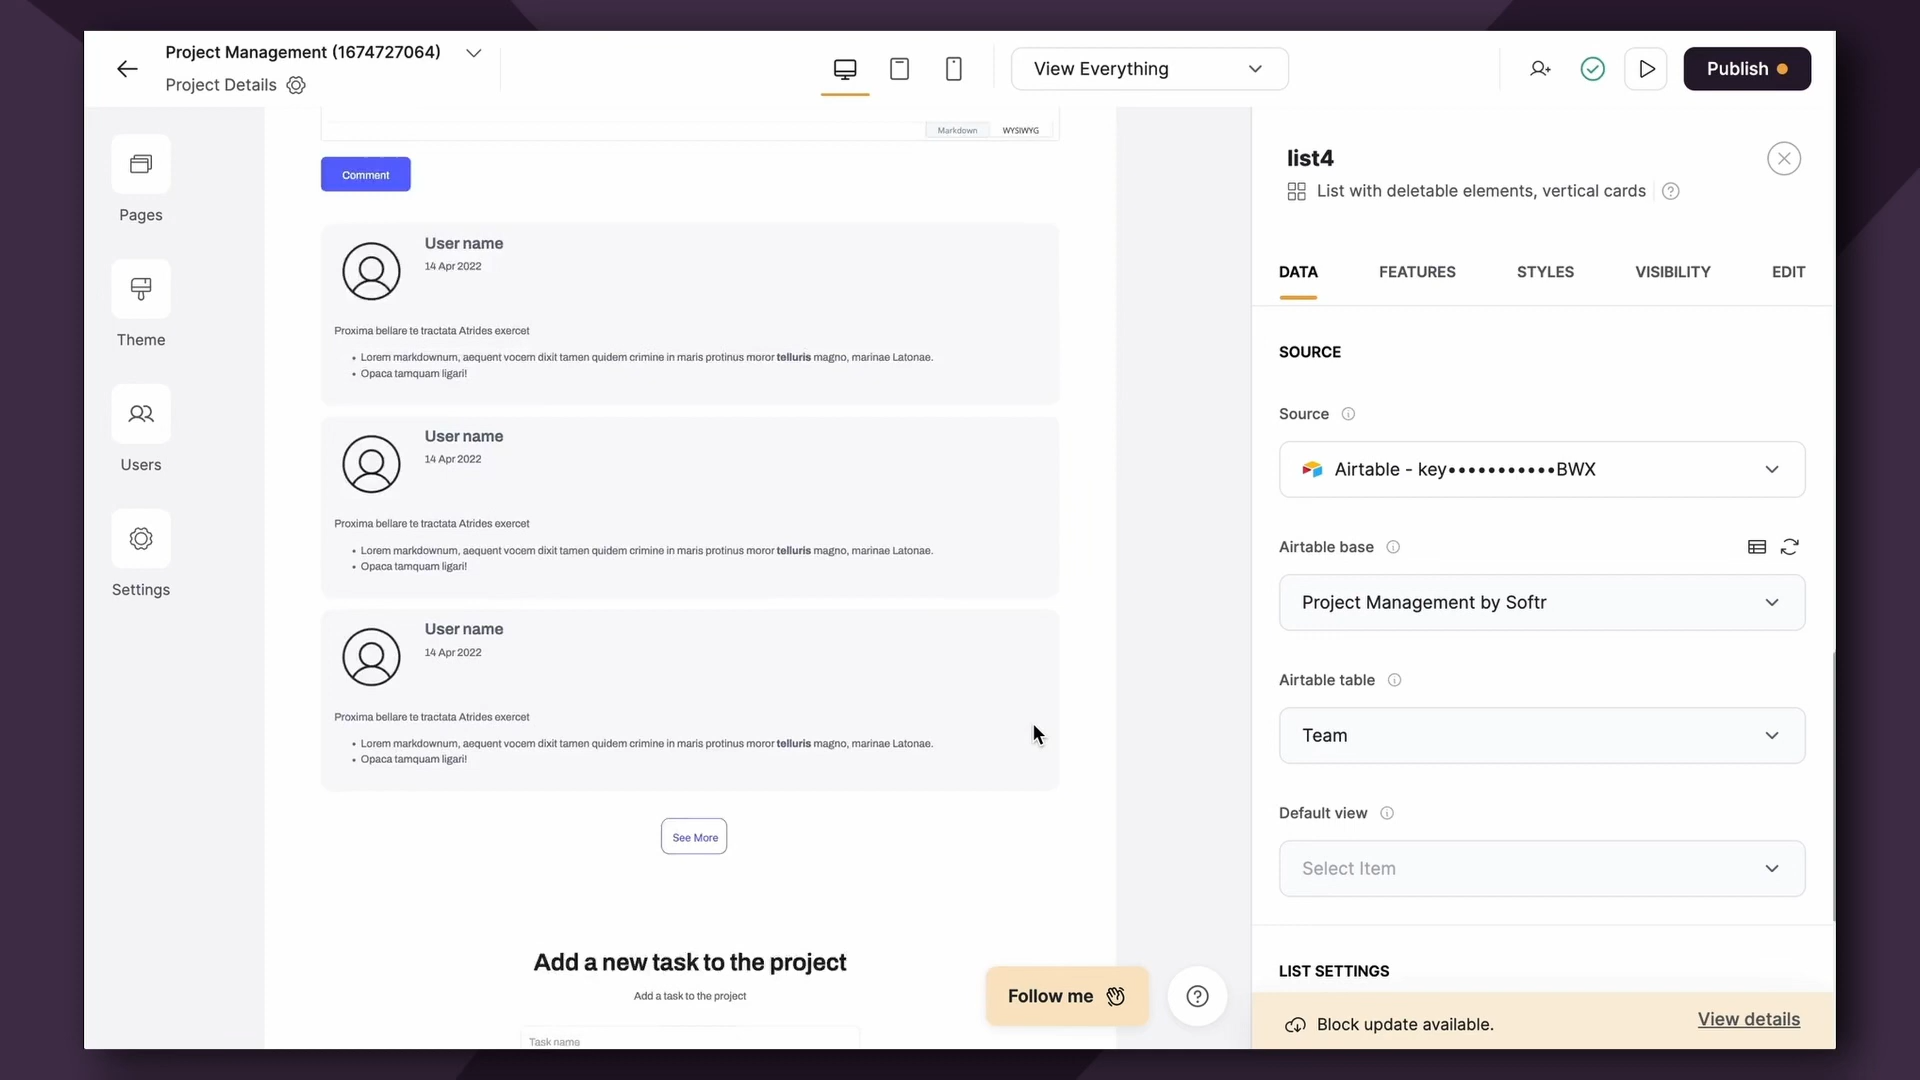 Project Management (1674727064)
Project Details
View Everything
Publish
Pages
Theme
Users
Settings
Markdown
WYSIWYG
Comment
User name
14 Apr 2022
Proxima bellare te tractata Atrides exercet
• Lorem markdownum, aequent vocem dixit tamen quidem crimine in maris protinus moror telluris magno, marinae Latonae.
• Opaca tamquam ligari!
User name
14 Apr 2022
Proxima bellare te tractata Atrides exercet
• Lorem markdownum, aequent vocem dixit tamen quidem crimine in maris protinus moror telluris magno, marinae Latonae.
• Opaca tamquam ligari!
User name
14 Apr 2022
Proxima bellare te tractata Atrides exercet
• Lorem markdownum, aequent vocem dixit tamen quidem crimine in maris protinus moror telluris magno, marinae Latonae.
• Opaca tamquam ligari!
See More
Add a new task to the project
Add a task to the project
Task name
Follow me
list4
List with deletable elements, vertical cards
DATA FEATURES STYLES VISIBILITY EDIT
SOURCE
Source
Airtable - key•••••••••••BWX
Airtable base
Project Management by Softr
Airtable table
Team
Default view
Select Item
LIST SETTINGS
Block update available.
View details